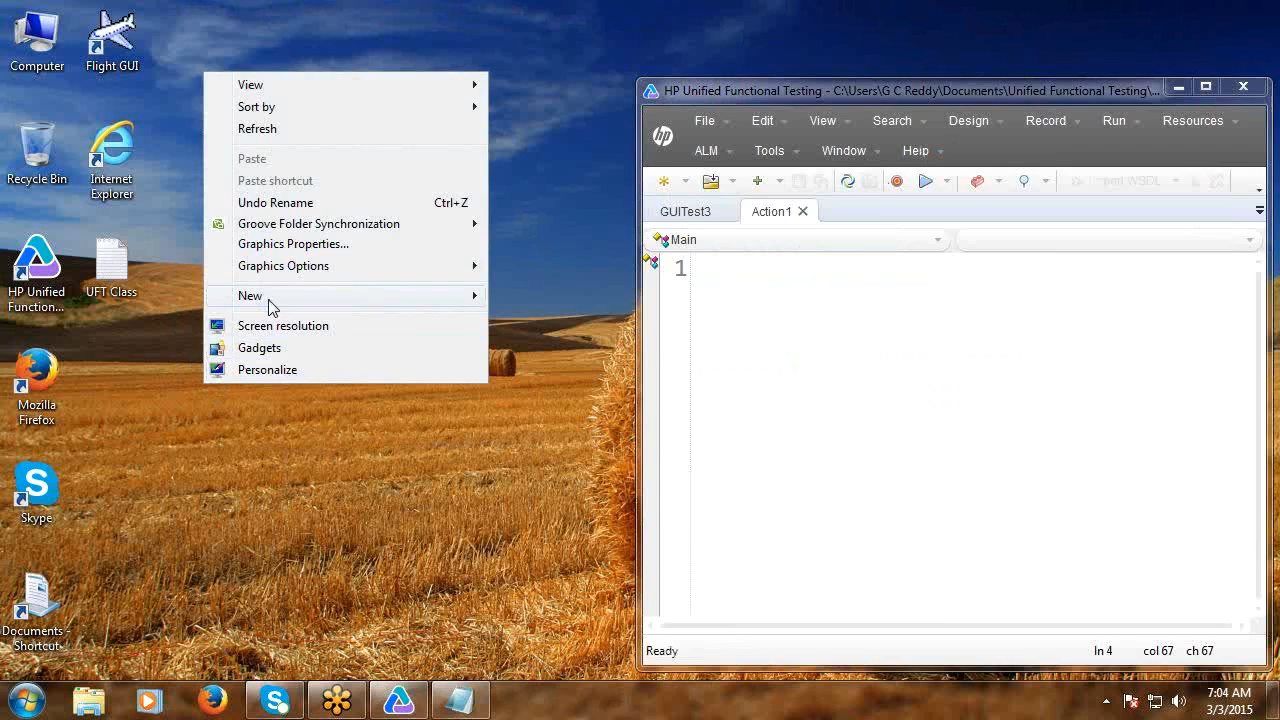 Computer
Flight GUI
Recycle Bin
Internet
Explorer
HP Unified
Function...
UFT Class
Mozilla
Firefox
Skype
Documents -
Shortcut
View
Sort by
Refresh
Paste
Paste shortcut
Undo Rename Ctrl+Z
Groove Folder Synchronization
Graphics Properties...
Graphics Options
New
Screen resolution
Gadgets
Personalize
HP Unified Functional Testing - C:\Users\G C Reddy\Documents\Unified Functional Testing\...
hp
File Edit View Search Design Record Run Resources
ALM Tools Window Help
Import WSDL
GUITest3 Action1
Main
1
Ready In 4 col 67 ch 67
7:04 AM
3/3/2015